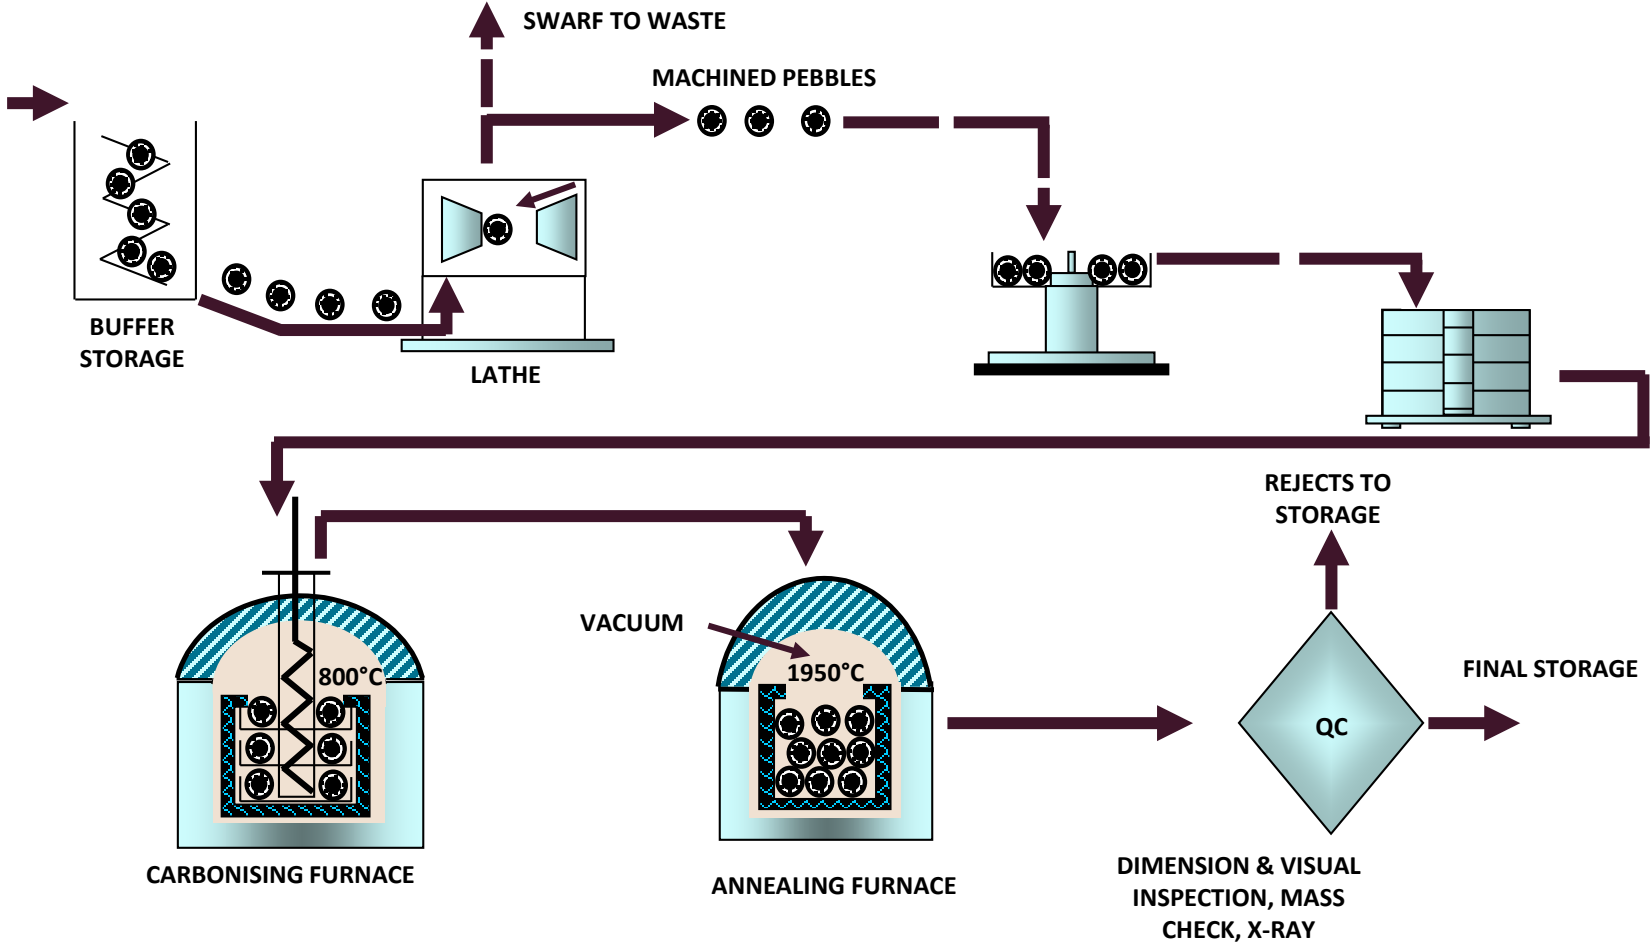 SWARF TO WASTE
MACHINED PEBBLES
BUFFER
STORAGE
LATHE
REJECTS TO
STORAGE
VACUUM
800°C
1950°C
FINAL STORAGE
QC
CARBONISING FURNACE
ANNEALING FURNACE
DIMENSION & VISUAL
INSPECTION, MASS
CHECK, X-RAY